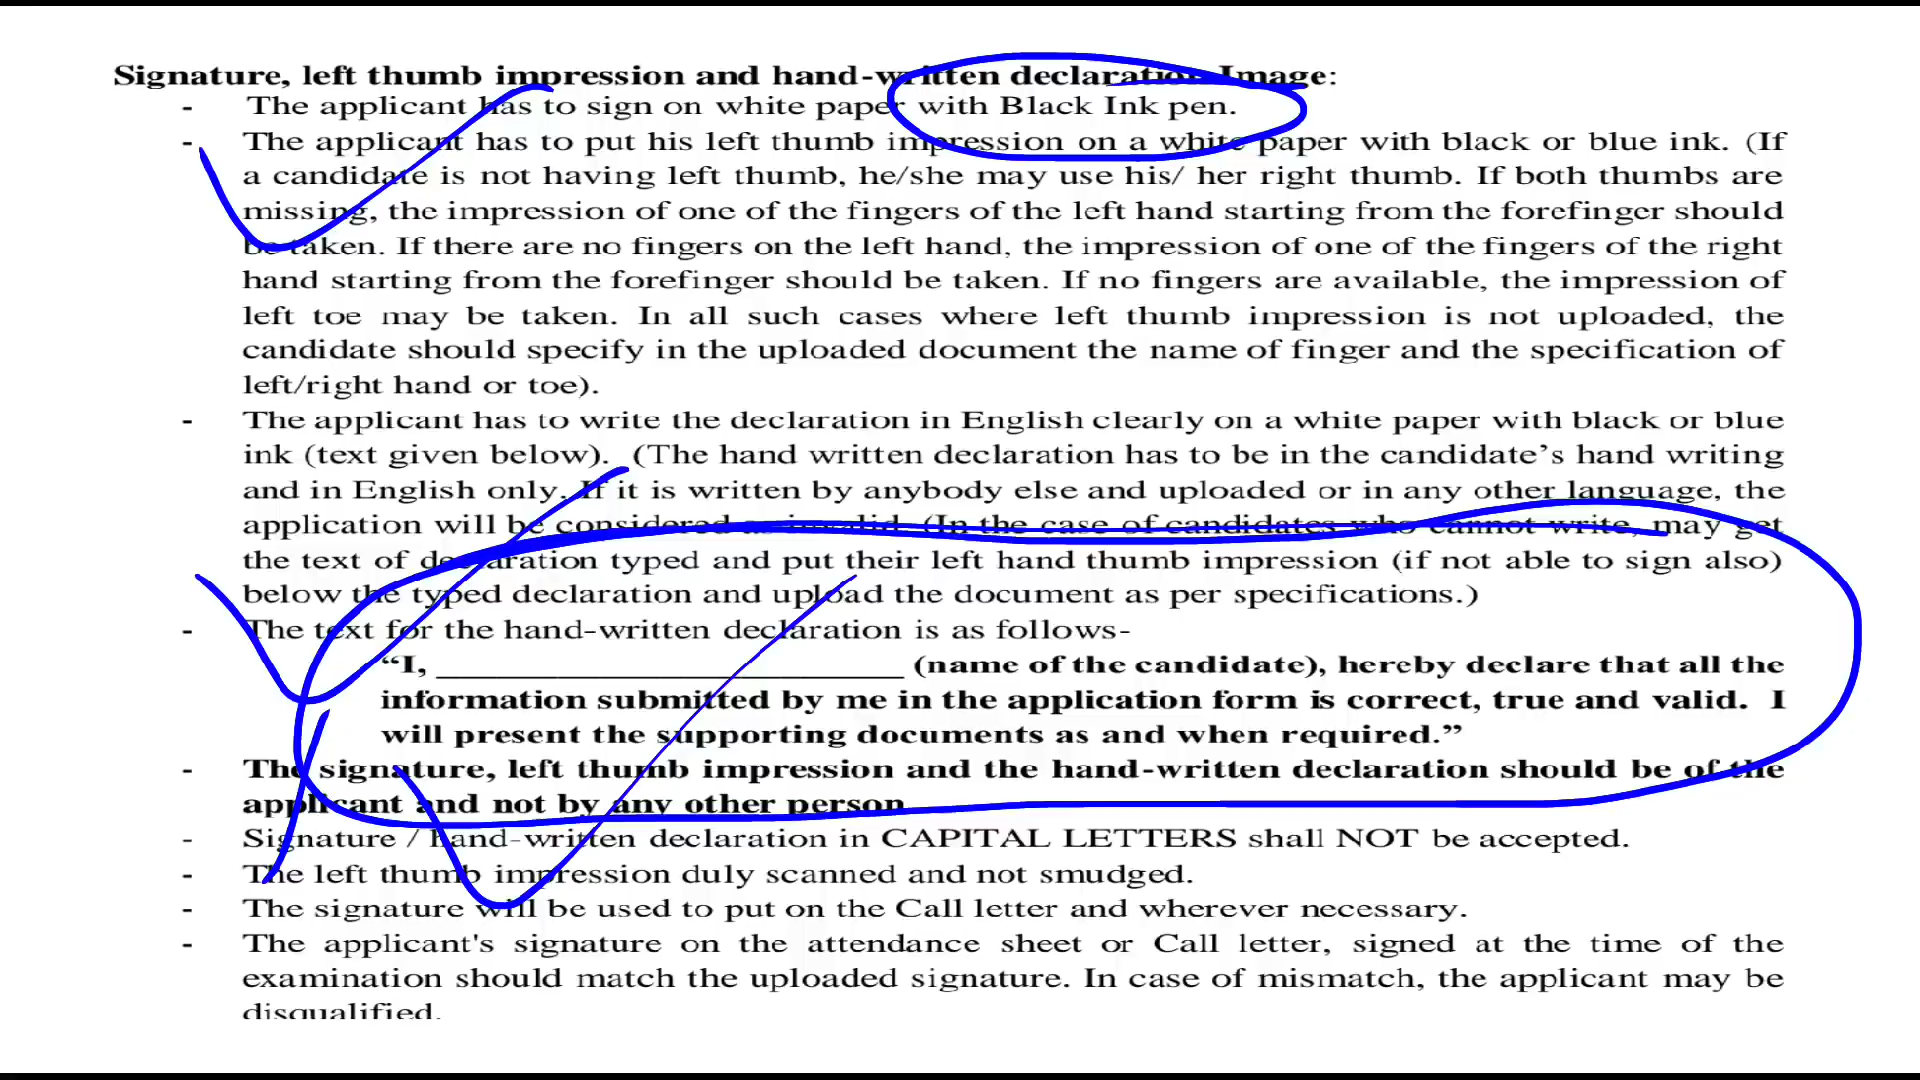 Signature, left thumb impression and hand-written declaration Image:
- The applicant has to sign on white paper with Black Ink pen.
- The applicant has to put his left thumb impression on a white paper with black or blue ink. (If
a candidate is not having left thumb, he/she may use his/ her right thumb. If both thumbs are
missing, the impression of one of the fingers of the left hand starting from the forefinger should
be taken. If there are no fingers on the left hand, the impression of one of the fingers of the right
hand starting from the forefinger should be taken. If no fingers are available, the impression of
left toe may be taken. In all such cases where left thumb impression is not uploaded, the
candidate should specify in the uploaded document the name of finger and the specification of
left/right hand or toe).
- The applicant has to write the declaration in English clearly on a white paper with black or blue
ink (text given below). (The hand written declaration has to be in the candidate’s hand writing
and in English only. If it is written by anybody else and uploaded or in any other language, the
application will be considered as invalid. (In the case of candidates who cannot write, may get
the text of declaration typed and put their left hand thumb impression (if not able to sign also)
below the typed declaration and upload the document as per specifications.)
- The text for the hand-written declaration is as follows-
“I, ______________________ (name of the candidate), hereby declare that all the
information submitted by me in the application form is correct, true and valid. I
will present the supporting documents as and when required.”
- The signature, left thumb impression and the hand-written declaration should be of the
applicant and not by any other person.
- Signature / hand-written declaration in CAPITAL LETTERS shall NOT be accepted.
- The left thumb impression duly scanned and not smudged.
- The signature will be used to put on the Call letter and wherever necessary.
- The applicant's signature on the attendance sheet or Call letter, signed at the time of the
examination should match the uploaded signature. In case of mismatch, the applicant may be
disqualified.